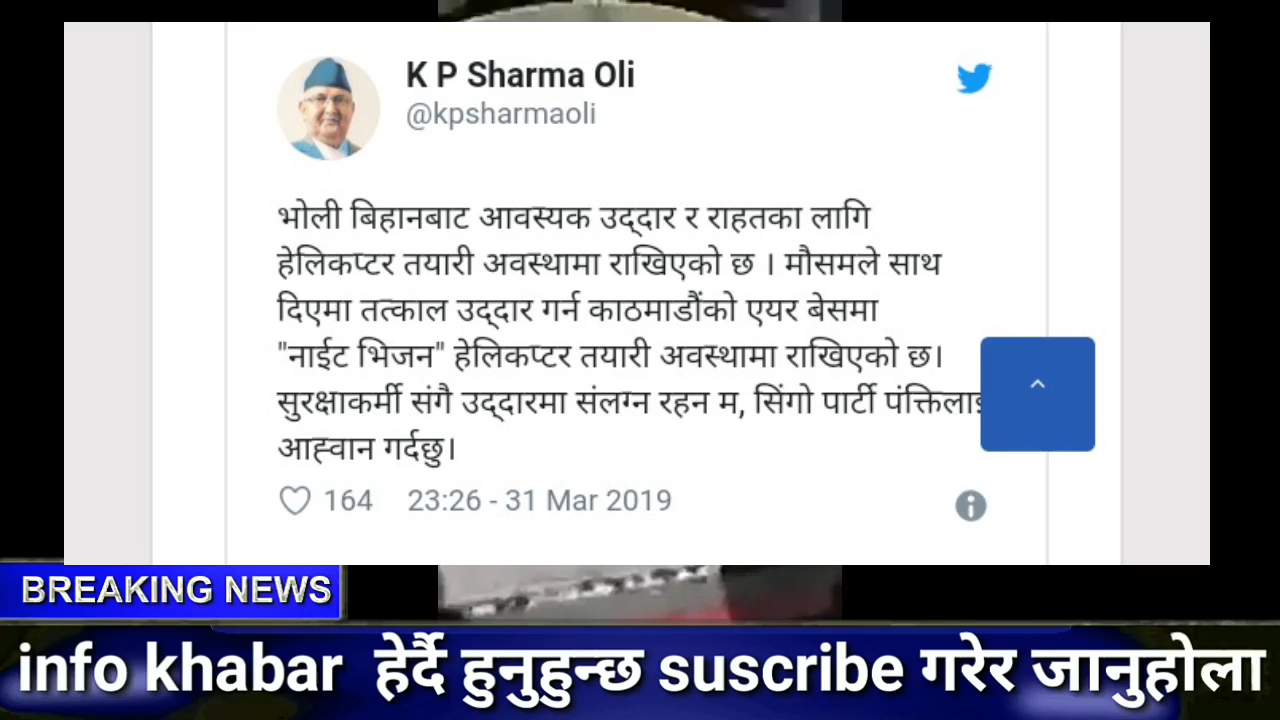 K P Sharma Oli
@kpsharmaoli
भोली बिहानबाट आवस्यक उद्‌दार र राहतका लागि
हेलिकप्टर तयारी अवस्थामा राखिएको छ । मौसमले साथ
दिएमा तत्काल उद्‌दार गर्न काठमाडौंको एयर बेसमा
"नाईट भिजन" हेलिकप्टर तयारी अवस्थामा राखिएको छ।
सुरक्षाकर्मी संगै उद्‌दारमा संलग्न रहन म, सिंगो पार्टी
आह्वान गर्दछु।
164 23:26 - 31 Mar 2019
BREAKING NEWS
info khabar हेर्दै हुनुहुन्छ suscribe गरेर जानुहोला